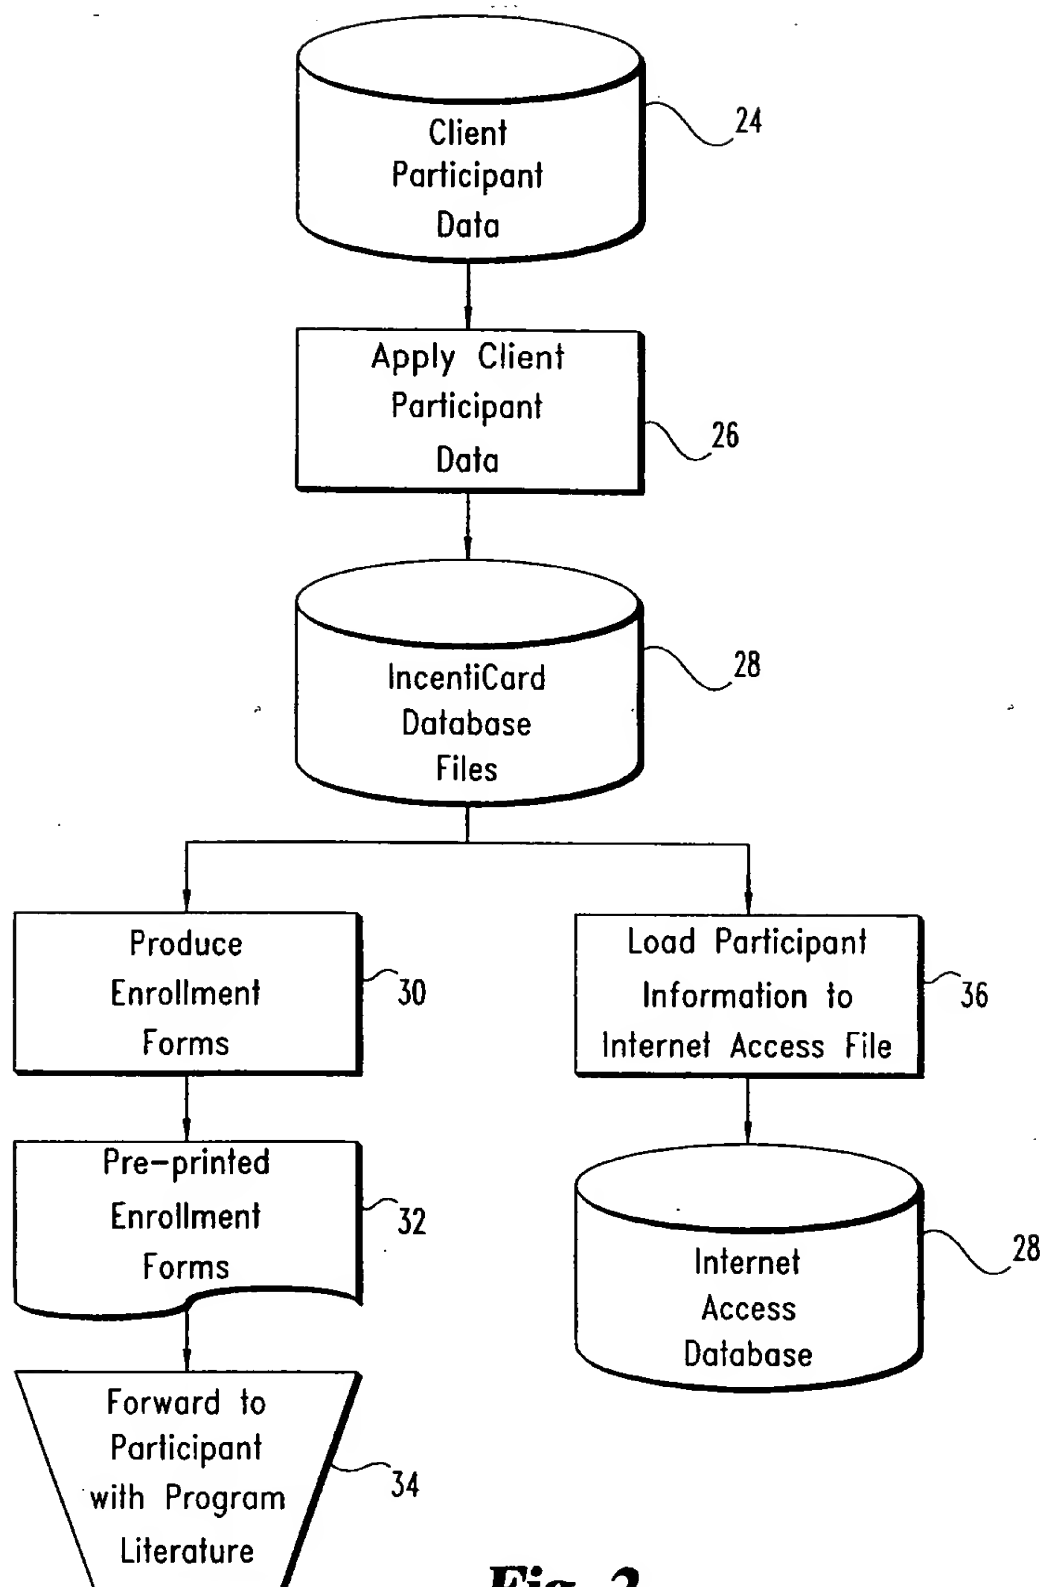 Client
Participant
Data
24
Apply Client
Participant
Data
26
IncentiCard
Database
Files
28
Produce
Enrollment
Forms
30
Load Participant
Information to
Internet Access File
36
Pre-printed
Enrollment
Forms
32
Internet
Access
Database
28
Forward to
Participant
with Program
Literature
34
Fig. 2